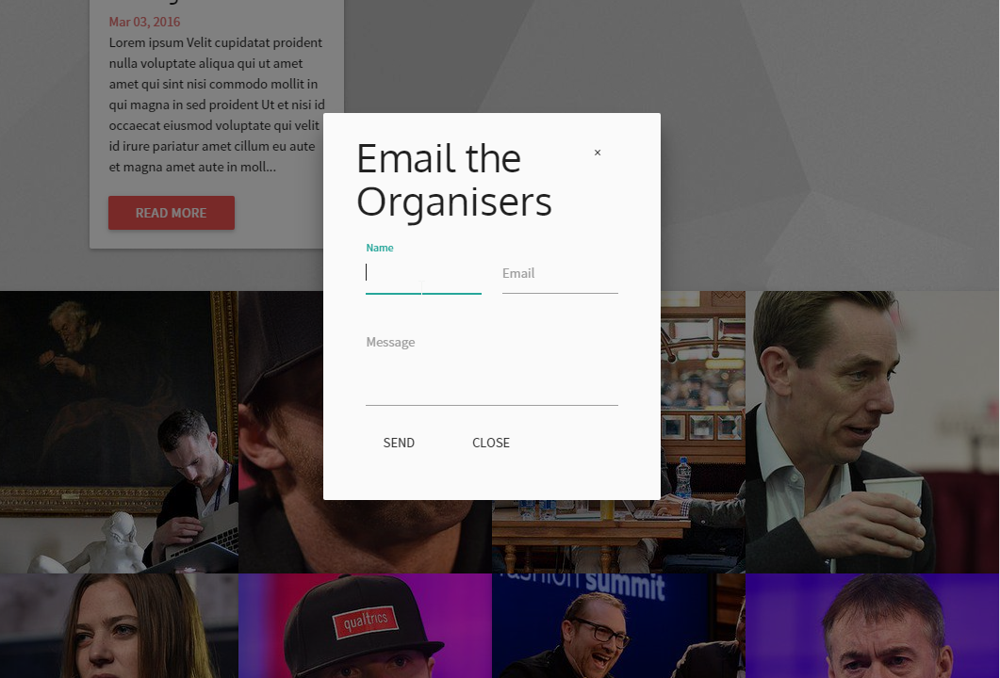 Mar 03, 2016
Lorem ipsum Velit cupidatat proident
nulla voluptate aliqua qui ut amet
amet qui sint nisi commodo mollit in
qui magna in sed proident Ut et nisi id
occaecat eiusmod voluptate qui velit
id irure pariatur amet cillum eu aute
et magna amet aute in moll...
READ MORE
Email the
×
Organisers
Name
Email
Message
SEND
CLOSE
qualtrics
summit